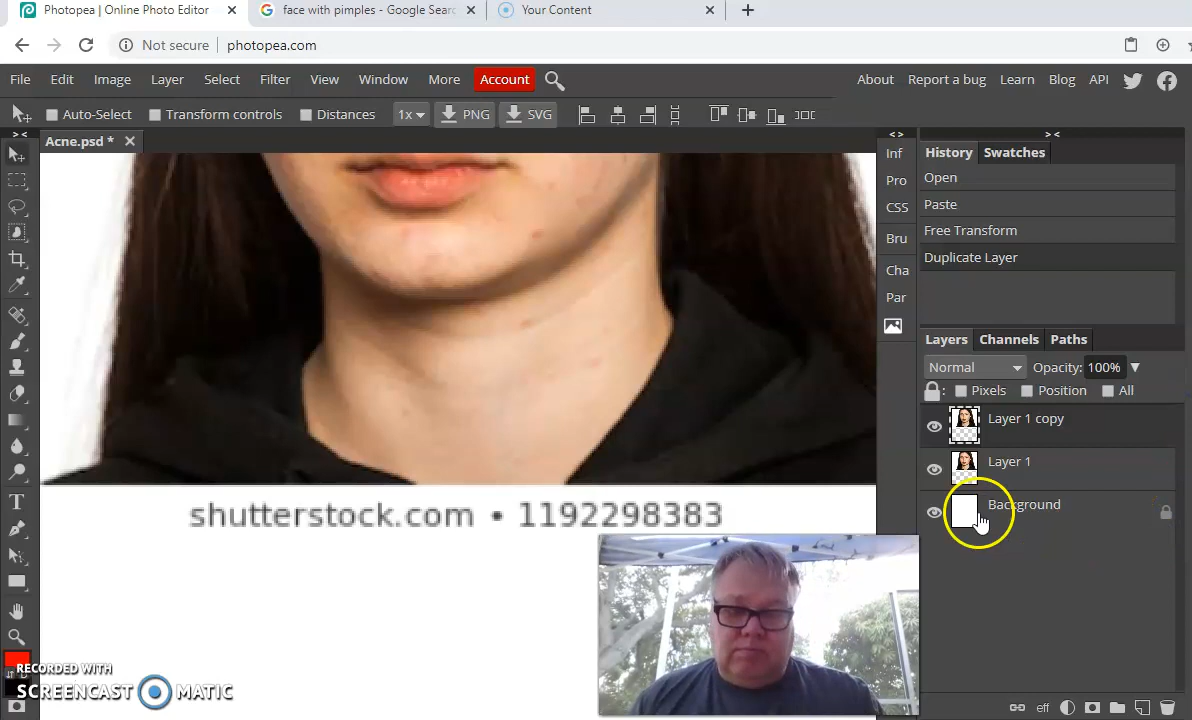 Photopea | Online Photo Editor
face with pimples - Google Searc
Your Content
Not secure
photopea.com
File Edit Image Layer Select Filter View Window More Account
About Report a bug Learn Blog API
Auto-Select Transform controls Distances 1x PNG SVG
Acne.psd *
Inf
Pro
CSS
Bru
Cha
Par
History Swatches
Open
Paste
Free Transform
Duplicate Layer
Layers Channels Paths
Normal Opacity: 100%
Pixels Position All
Layer 1 copy
Layer 1
Background
eff
shutterstock.com • 1192298383
RECORDED WITH
SCREENCAST MATIC